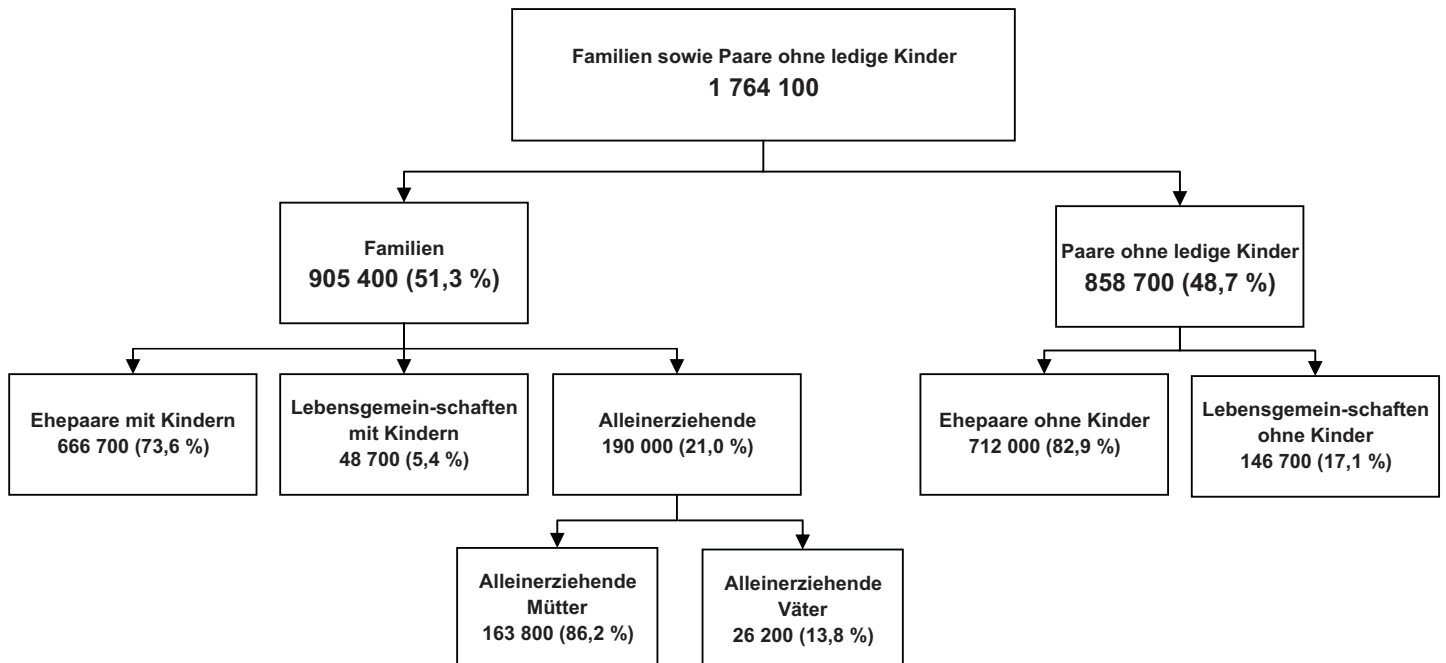 Familien sowie Paare ohne ledige Kinder
1 764 100
Familien
905 400 (51,3 %)
Paare ohne ledige Kinder
858 700 (48,7 %)
Ehepaare mit Kindern
666 700 (73,6 %)
Lebensgemein-schaften
mit Kindern
48 700 (5,4 %)
Alleinerziehende
190 000 (21,0 %)
Ehepaare ohne Kinder
712 000 (82,9 %)
Lebensgemein-schaften
ohne Kinder
146 700 (17,1 %)
Alleinerziehende
Mütter
163 800 (86,2 %)
Alleinerziehende
Väter
26 200 (13,8 %)